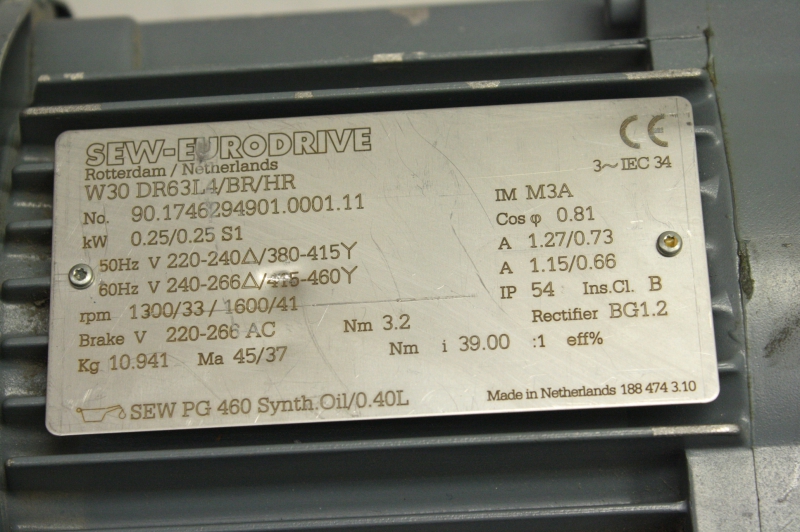 SEW-EURODRIVE
Rotterdam / Netherlands
CE
3~IEC 34
W30 DR63L4/BR/HR
No. 90.1746294901.0001.11
IM M3A
kW 0.25/0.25 S1
Cos φ 0.81
50Hz V 220-240Δ/380-415Y
A 1.27/0.73
60Hz V 240-266Δ/415-460Y
A 1.15/0.66
rpm 1300/33 / 1600/41
IP 54 Ins.Cl. B
Brake V 220-266 AC Nm 3.2 Rectifier BG1.2
Kg 10.941 Ma 45/37 Nm i 39.00 :1 eff%
SEW PG 460 Synth.Oil/0.40L
Made in Netherlands 188 474 3.10